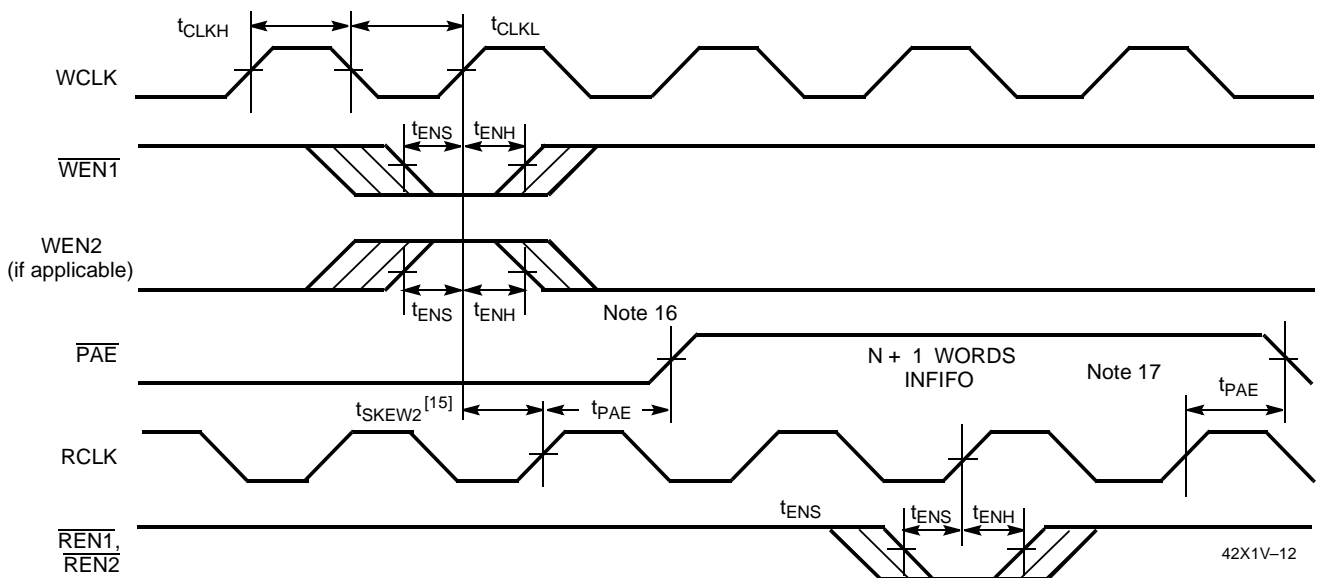 tCLKH
tCLKL
WCLK
tENS
tENH
WEN1
WEN2
(if applicable)
tENS
tENH
Note 16
PAE
N + 1 WORDS
INFIFO
Note 17
tPAE
tSKEW2 [15]
tPAE
RCLK
tENS
tENS
tENH
REN1,
REN2
42X1V–12